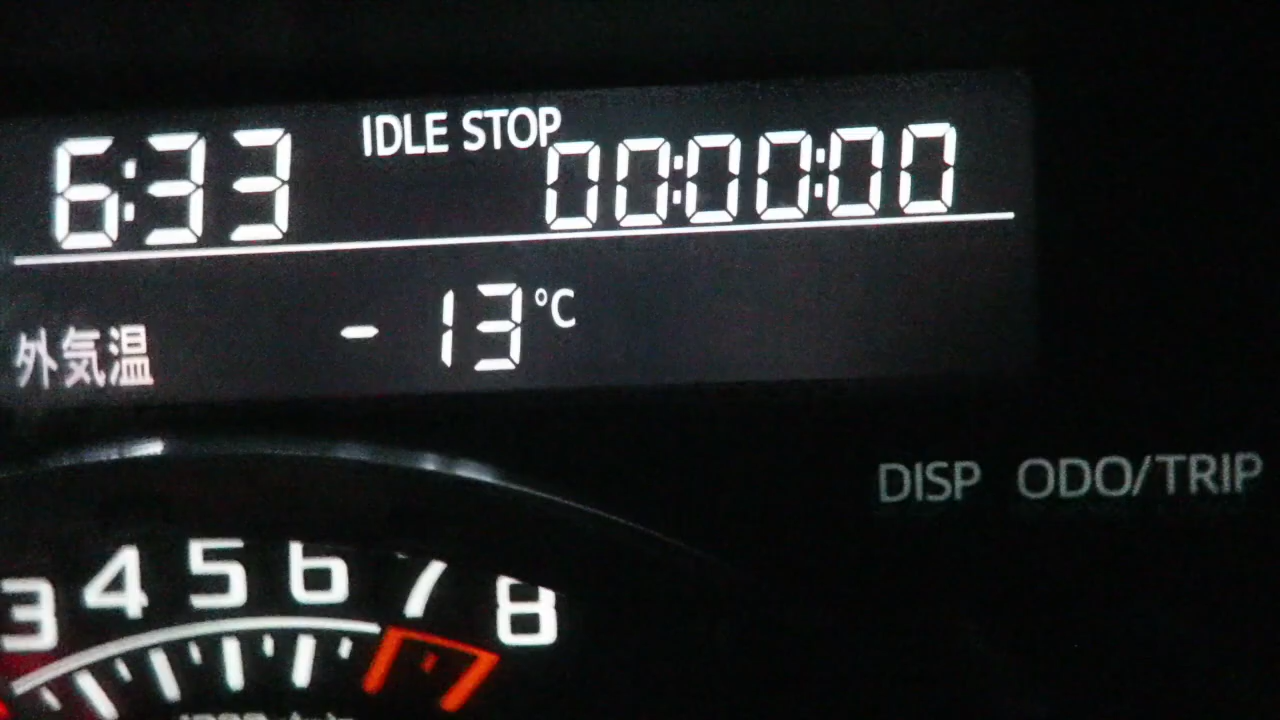 6:33 IDLE STOP 00:00:00
外気温 -13℃
DISP ODO/TRIP
3 4 5 6 7 8